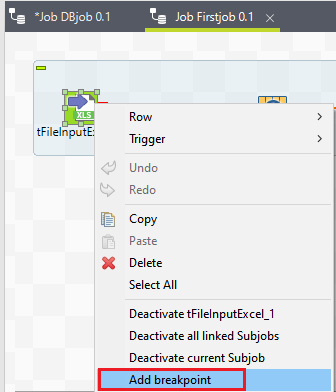 *Job DBjob 0.1
Job Firstjob 0.1
XLS
tFileInputEx
Row
Trigger
Undo
Redo
Copy
Paste
Delete
Select All
Deactivate tFileInputExcel_1
Deactivate all linked Subjobs
Deactivate current Subjob
Add breakpoint